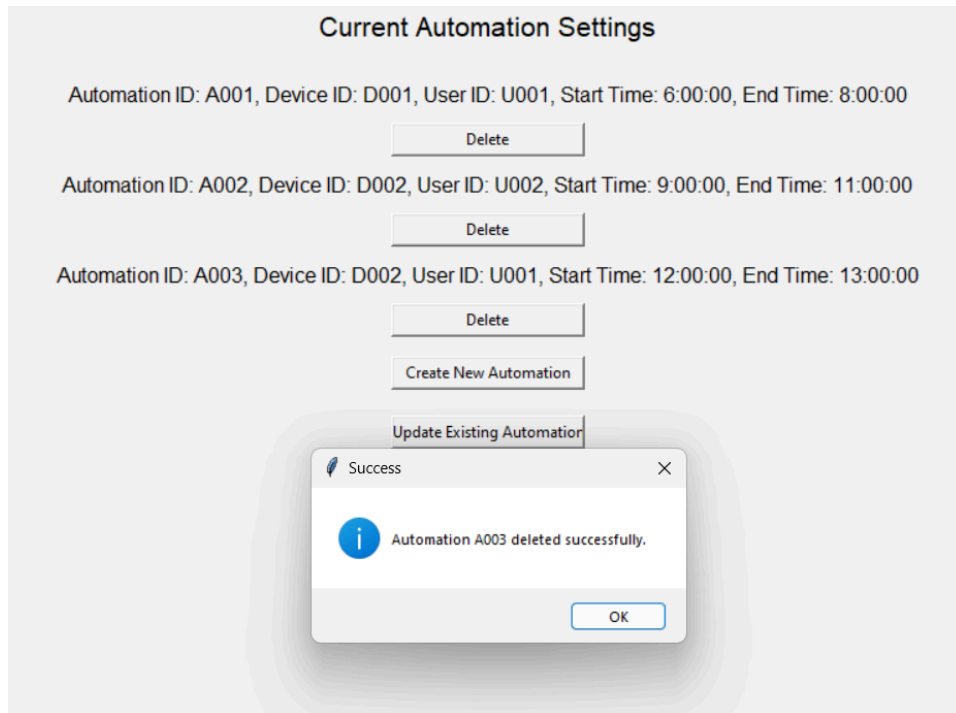 Current Automation Settings
Automation ID: A001, Device ID: D001, User ID: U001, Start Time: 6:00:00, End Time: 8:00:00
Delete
Automation ID: A002, Device ID: D002, User ID: U002, Start Time: 9:00:00, End Time: 11:00:00
Delete
Automation ID: A003, Device ID: D002, User ID: U001, Start Time: 12:00:00, End Time: 13:00:00
Delete
Create New Automation
Update Existing Automation
Success
Automation A003 deleted successfully.
OK